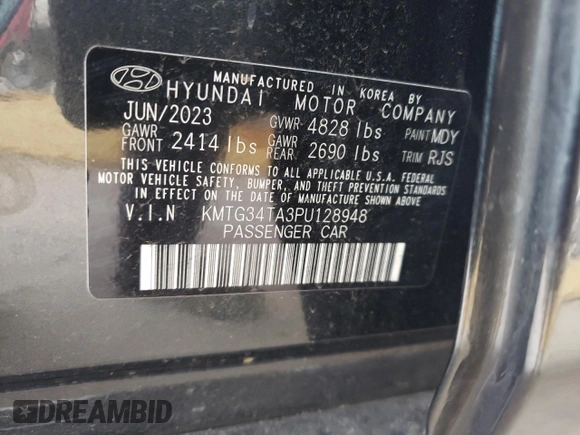 MANUFACTURED IN KOREA BY
HYUNDAI MOTOR COMPANY
JUN/2023 GVWR 4828 lbs PAINT MDY
GAWR FRONT 2414 lbs GAWR REAR 2690 lbs TRIM RJS
THIS VEHICLE CONFORMS TO ALL APPLICABLE U.S.A. FEDERAL
MOTOR VEHICLE SAFETY, BUMPER, AND THEFT PREVENTION STANDARDS
IN EFFECT ON THE DATE OF MANUFACTURE SHOWN ABOVE.
V.I.N KMTG34TA3PU128948
PASSENGER CAR
DREAMBID